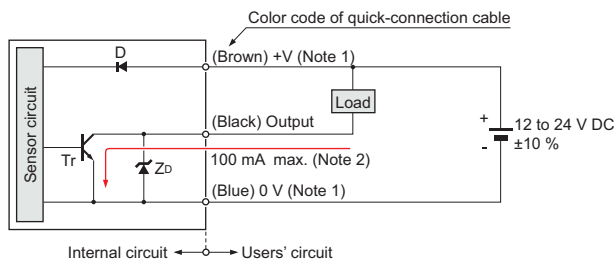 Color code of quick-connection cable
D
(Brown) +V (Note 1)
Sensor circuit
Load
(Black) Output
+
-
12 to 24 V DC
±10 %
Tr
ZD
100 mA max. (Note 2)
(Blue) 0 V (Note 1)
Internal circuit
Users' circuit